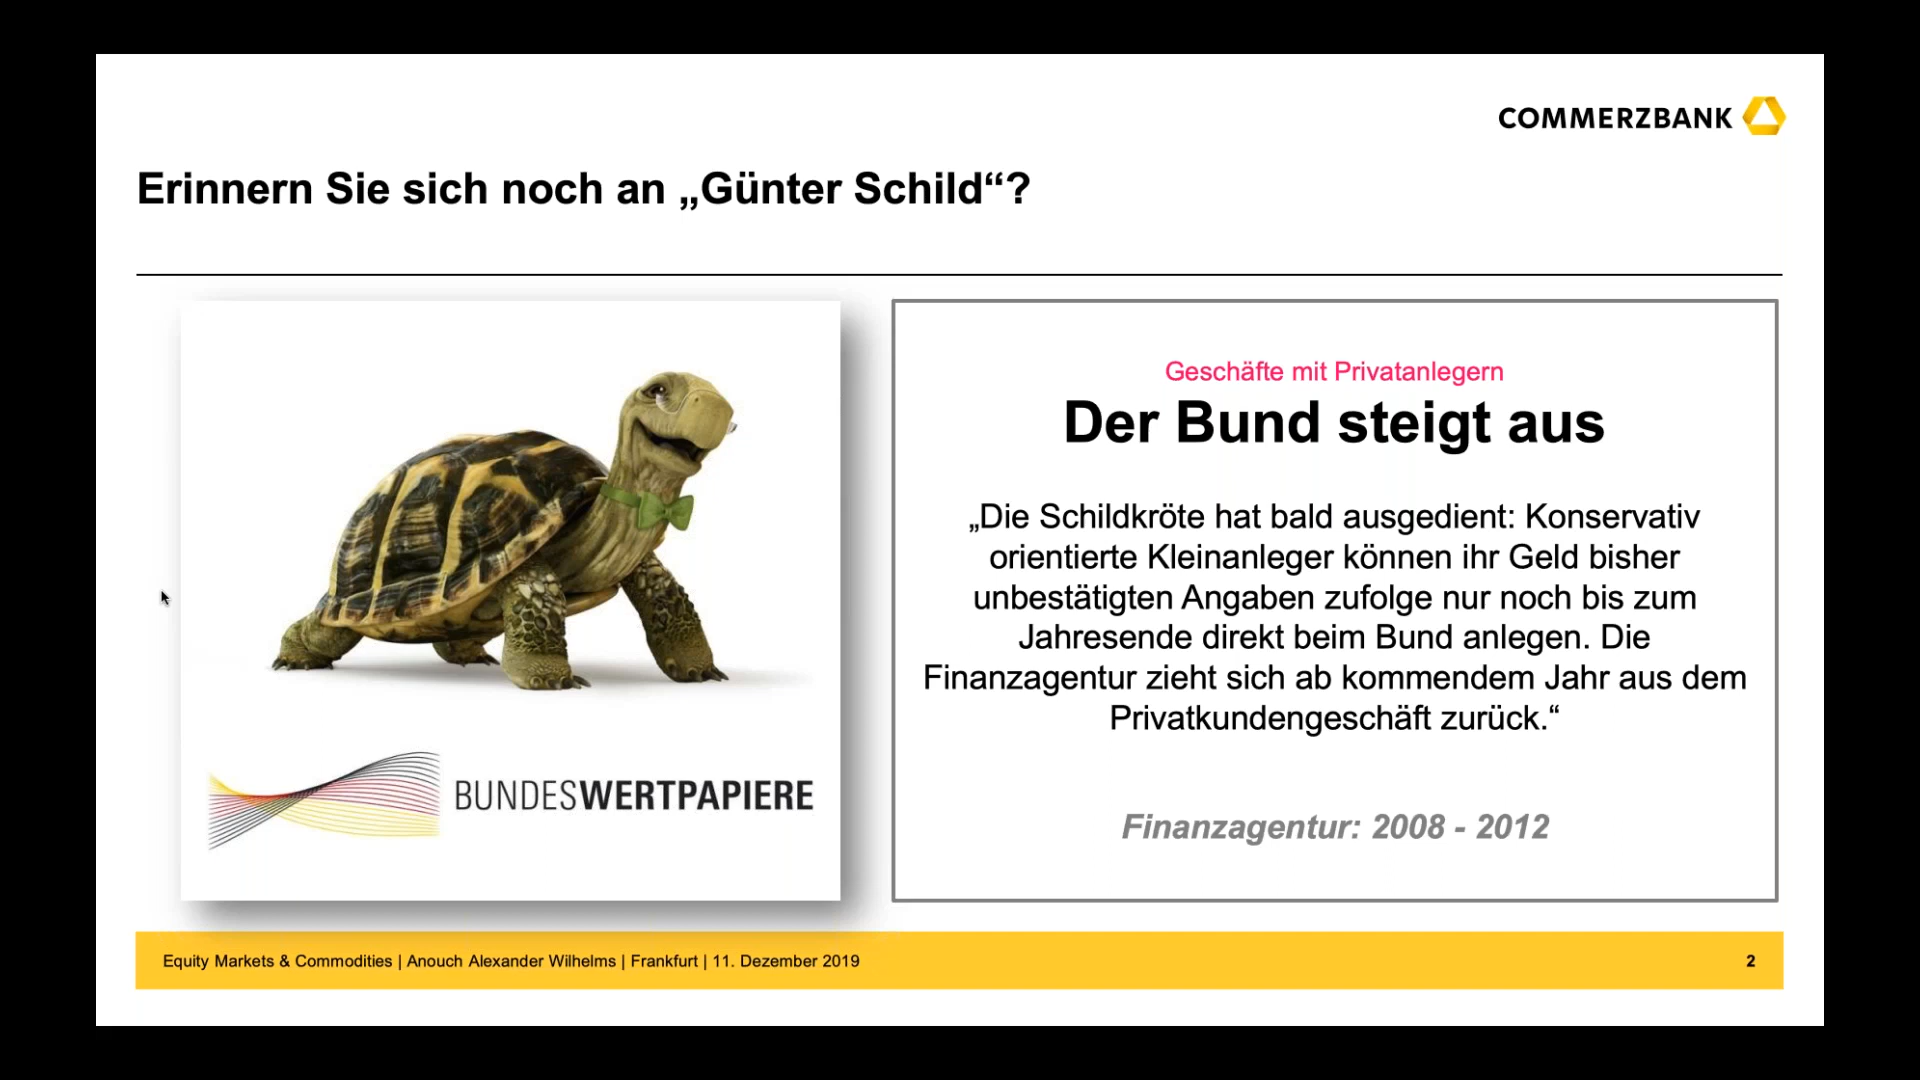 COMMERZBANK
Erinnern Sie sich noch an „Günter Schild“?
BUNDESWERTPAPIERE
Geschäfte mit Privatanlegern
Der Bund steigt aus
„Die Schildkröte hat bald ausgedient: Konservativ
orientierte Kleinanleger können ihr Geld bisher
unbestätigten Angaben zufolge nur noch bis zum
Jahresende direkt beim Bund anlegen. Die
Finanzagentur zieht sich ab kommendem Jahr aus dem
Privatkundengeschäft zurück.“
Finanzagentur: 2008 - 2012
Equity Markets & Commodities | Anouch Alexander Wilhelms | Frankfurt | 11. Dezember 2019
2